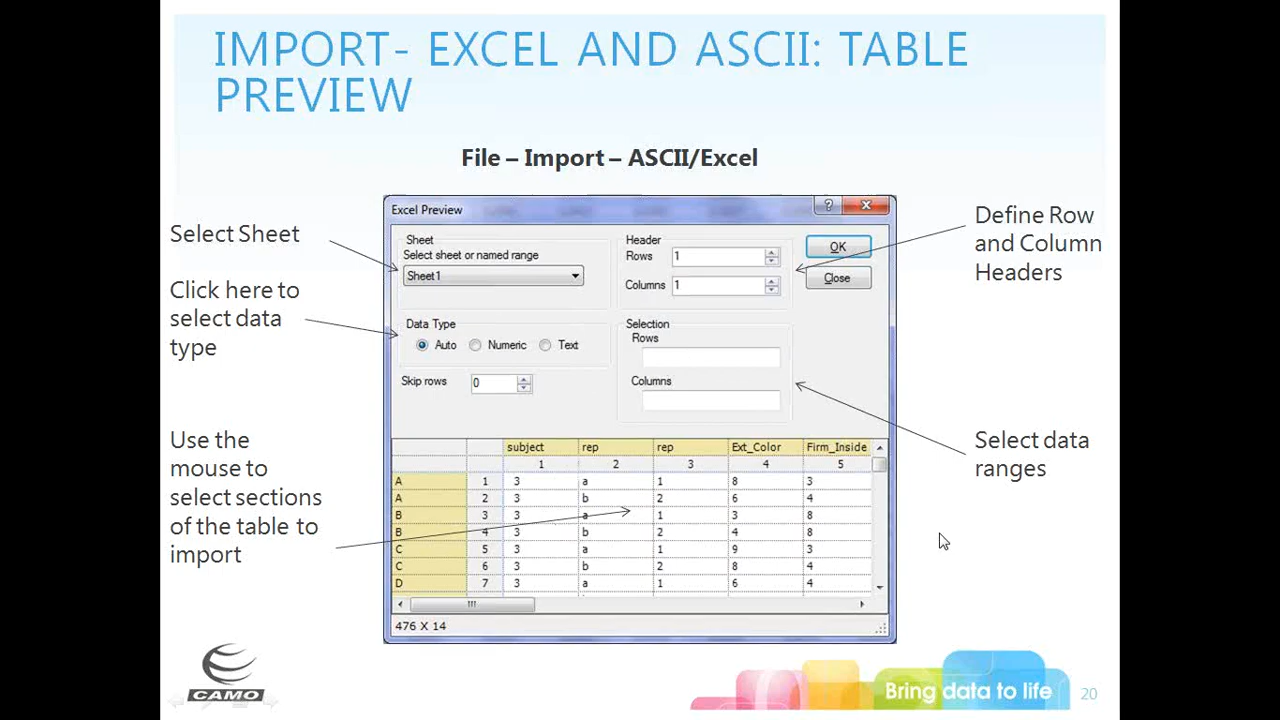 IMPORT- EXCEL AND ASCII: TABLE
PREVIEW
File – Import – ASCII/Excel
Select Sheet
Click here to
select data
type
Use the
mouse to
select sections
of the table to
import
Excel Preview
Sheet
Select sheet or named range
Sheet1
Data Type
Auto Numeric Text
Skip rows 0
Header
Rows 1
Columns 1
OK
Close
Selection
Rows
Columns
subject rep rep Ext_Color Firm_Inside
1 2 3 4 5
A 1 3 a 1 8 3
A 2 3 b 2 6 4
B 3 3 a 1 3 8
B 4 3 b 2 4 8
C 5 3 a 1 9 3
C 6 3 b 2 8 4
D 7 3 a 1 6 4
476 X 14
Define Row
and Column
Headers
Select data
ranges
CAMO
Bring data to life
20